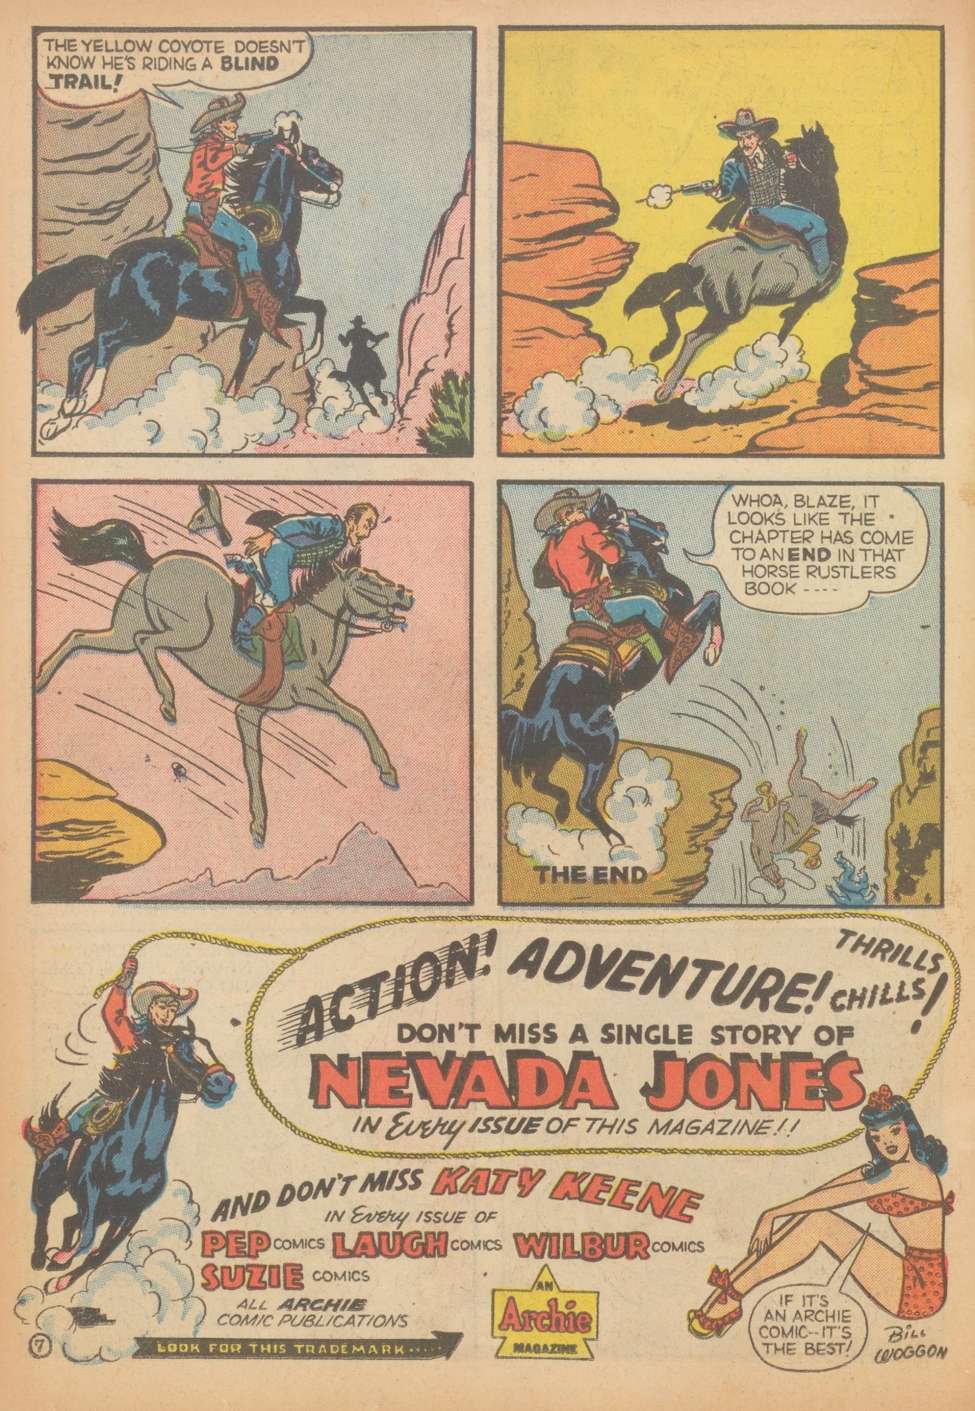 THE YELLOW COYOTE DOESN'T
KNOW HE'S RIDING A BLIND
TRAIL!
WHOA, BLAZE, IT
LOOKS LIKE THE
CHAPTER HAS COME
TO AN END IN THAT
HORSE RUSTLERS
BOOK ----
THE END
ACTION! ADVENTURE! THRILLS,
CHILLS!
DON'T MISS A SINGLE STORY OF
NEVADA JONES
IN Every ISSUE OF THIS MAGAZINE!!
AND DON'T MISS KATY KEENE
IN Every ISSUE OF
PEP COMICS LAUGH COMICS WILBUR COMICS
SUZIE COMICS
ALL ARCHIE
COMIC PUBLICATIONS
LOOK FOR THIS TRADEMARK.....
AN
Archie
MAGAZINE
IF IT'S
AN ARCHIE
COMIC--IT'S
THE BEST!
BILL
WOGGON
7